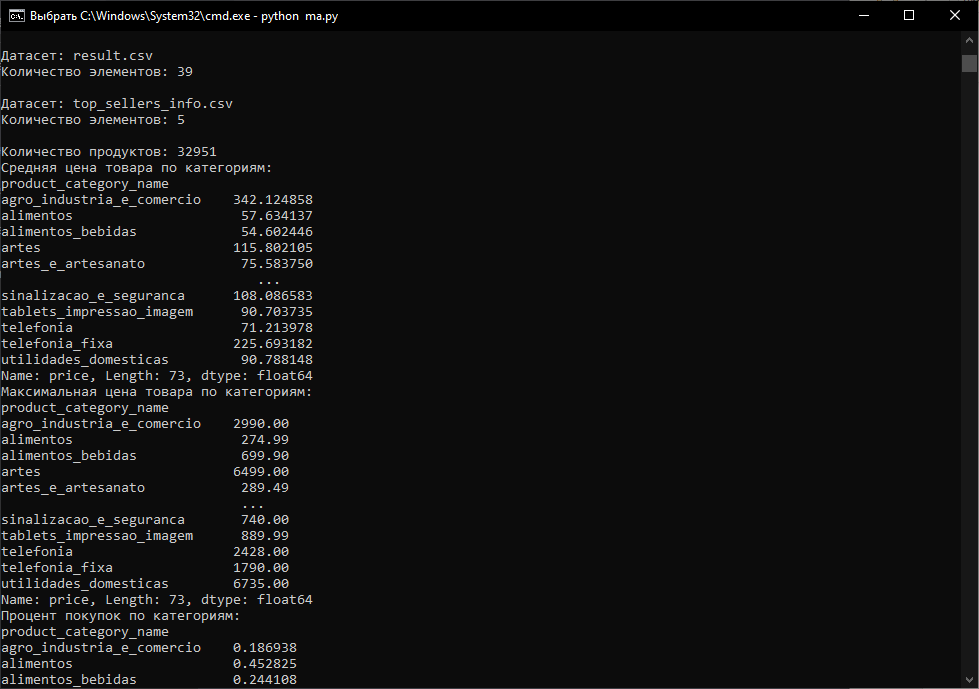 Выбрать C:\Windows\System32\cmd.exe - python  ma.py
Датасет: result.csv
Количество элементов: 39
Датасет: top_sellers_info.csv
Количество элементов: 5
Количество продуктов: 32951
Средняя цена товара по категориям:
product_category_name
agro_industria_e_comercio    342.124858
alimentos                     57.634137
alimentos_bebidas             54.602446
artes                        115.802105
artes_e_artesanato            75.583750
...
sinalizacao_e_seguranca      108.086583
tablets_impressao_imagem      90.703735
telefonia                     71.213978
telefonia_fixa               225.693182
utilidades_domesticas         90.788148
Name: price, Length: 73, dtype: float64
Максимальная цена товара по категориям:
product_category_name
agro_industria_e_comercio    2990.00
alimentos                     274.99
alimentos_bebidas             699.90
artes                        6499.00
artes_e_artesanato            289.49
...
sinalizacao_e_seguranca       740.00
tablets_impressao_imagem      889.99
telefonia                    2428.00
telefonia_fixa               1790.00
utilidades_domesticas        6735.00
Name: price, Length: 73, dtype: float64
Процент покупок по категориям:
product_category_name
agro_industria_e_comercio    0.186938
alimentos                    0.452825
alimentos_bebidas            0.244108